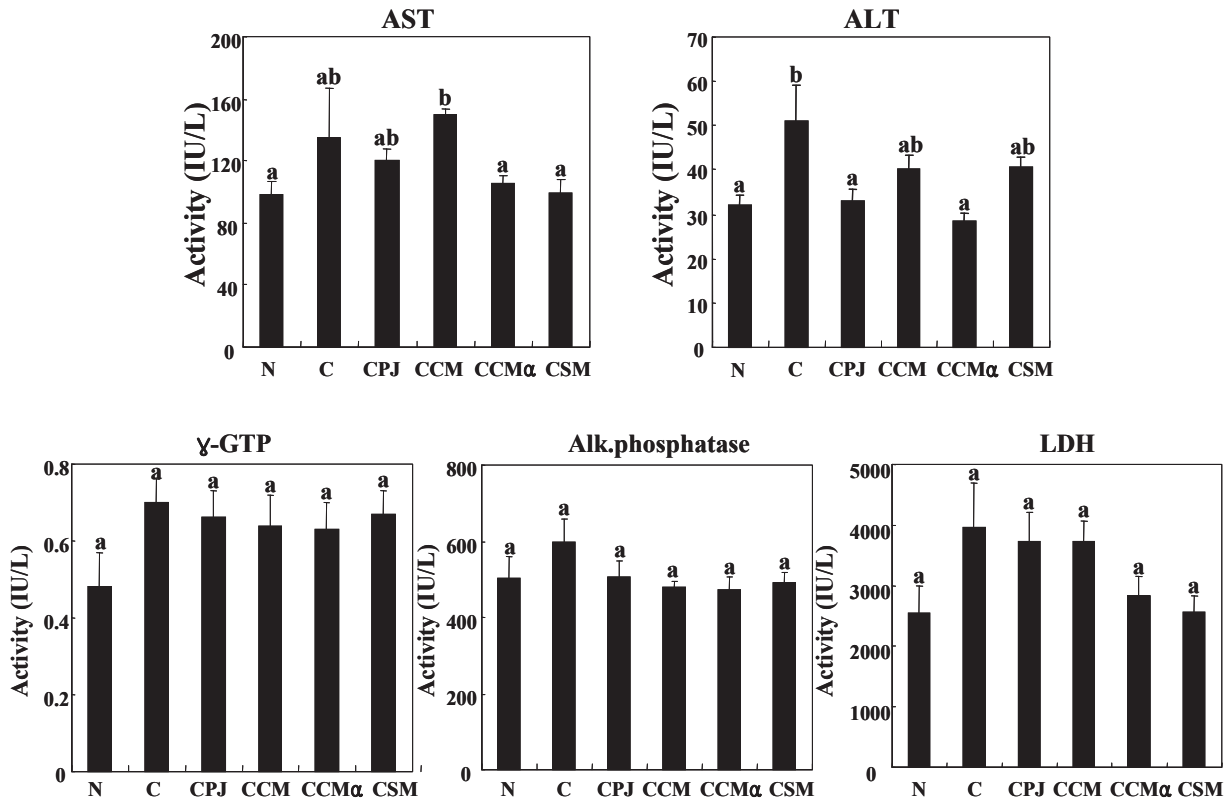 AST
Activity (IU/L)
200
160
120
80
40
0
a
ab
ab
b
a
a
N C CPJ CCM CCMα CSM
ALT
Activity (IU/L)
70
60
50
40
30
20
10
0
a
b
a
ab
a
ab
N C CPJ CCM CCMα CSM
ɣ-GTP
Activity (IU/L)
0.8
0.6
0.4
0.2
0
a
a
a
a
a
a
N C CPJ CCM CCMα CSM
Alk.phosphatase
Activity (IU/L)
800
600
400
200
0
a
a
a
a
a
a
N C CPJ CCM CCMα CSM
LDH
Activity (IU/L)
5000
4000
3000
2000
1000
0
a
a
a
a
a
a
N C CPJ CCM CCMα CSM